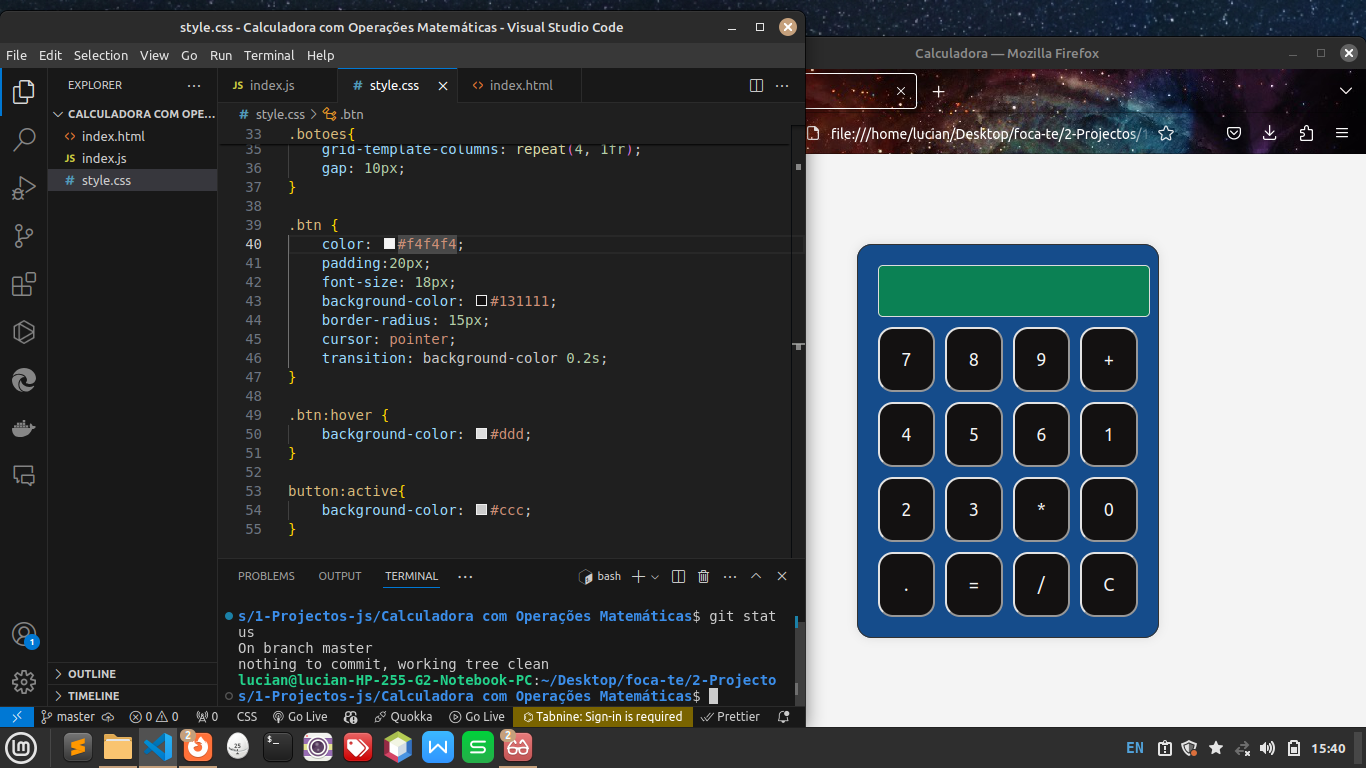 style.css - Calculadora com Operações Matemáticas - Visual Studio Code
File Edit Selection View Go Run Terminal Help
EXPLORER
CALCULADORA COM OPE...
index.html
JS index.js
# style.css
OUTLINE
TIMELINE
JS index.js
# style.css
index.html
# style.css > .btn
33 .botoes{
35 grid-template-columns: repeat(4, 1fr);
36 gap: 10px;
37 }
38
39 .btn {
40 color: #f4f4f4;
41 padding:20px;
42 font-size: 18px;
43 background-color: #131111;
44 border-radius: 15px;
45 cursor: pointer;
46 transition: background-color 0.2s;
47 }
48
49 .btn:hover {
50 background-color: #ddd;
51 }
52
53 button:active{
54 background-color: #ccc;
55 }
PROBLEMS OUTPUT TERMINAL ··· bash
s/1-Projectos-js/Calculadora com Operações Matemáticas$ git stat
us
On branch master
nothing to commit, working tree clean
lucian@lucian-HP-255-G2-Notebook-PC:~/Desktop/foca-te/2-Projecto
s/1-Projectos-js/Calculadora com Operações Matemáticas$
1
master 0 0 0 CSS Go Live Quokka Go Live Tabnine: Sign-in is required Prettier
Calculadora — Mozilla Firefox
file:///home/lucian/Desktop/foca-te/2-Projectos/1
7 8 9 +
4 5 6 1
2 3 * 0
. = / C
2 25 $_ W S 2
EN 15:40